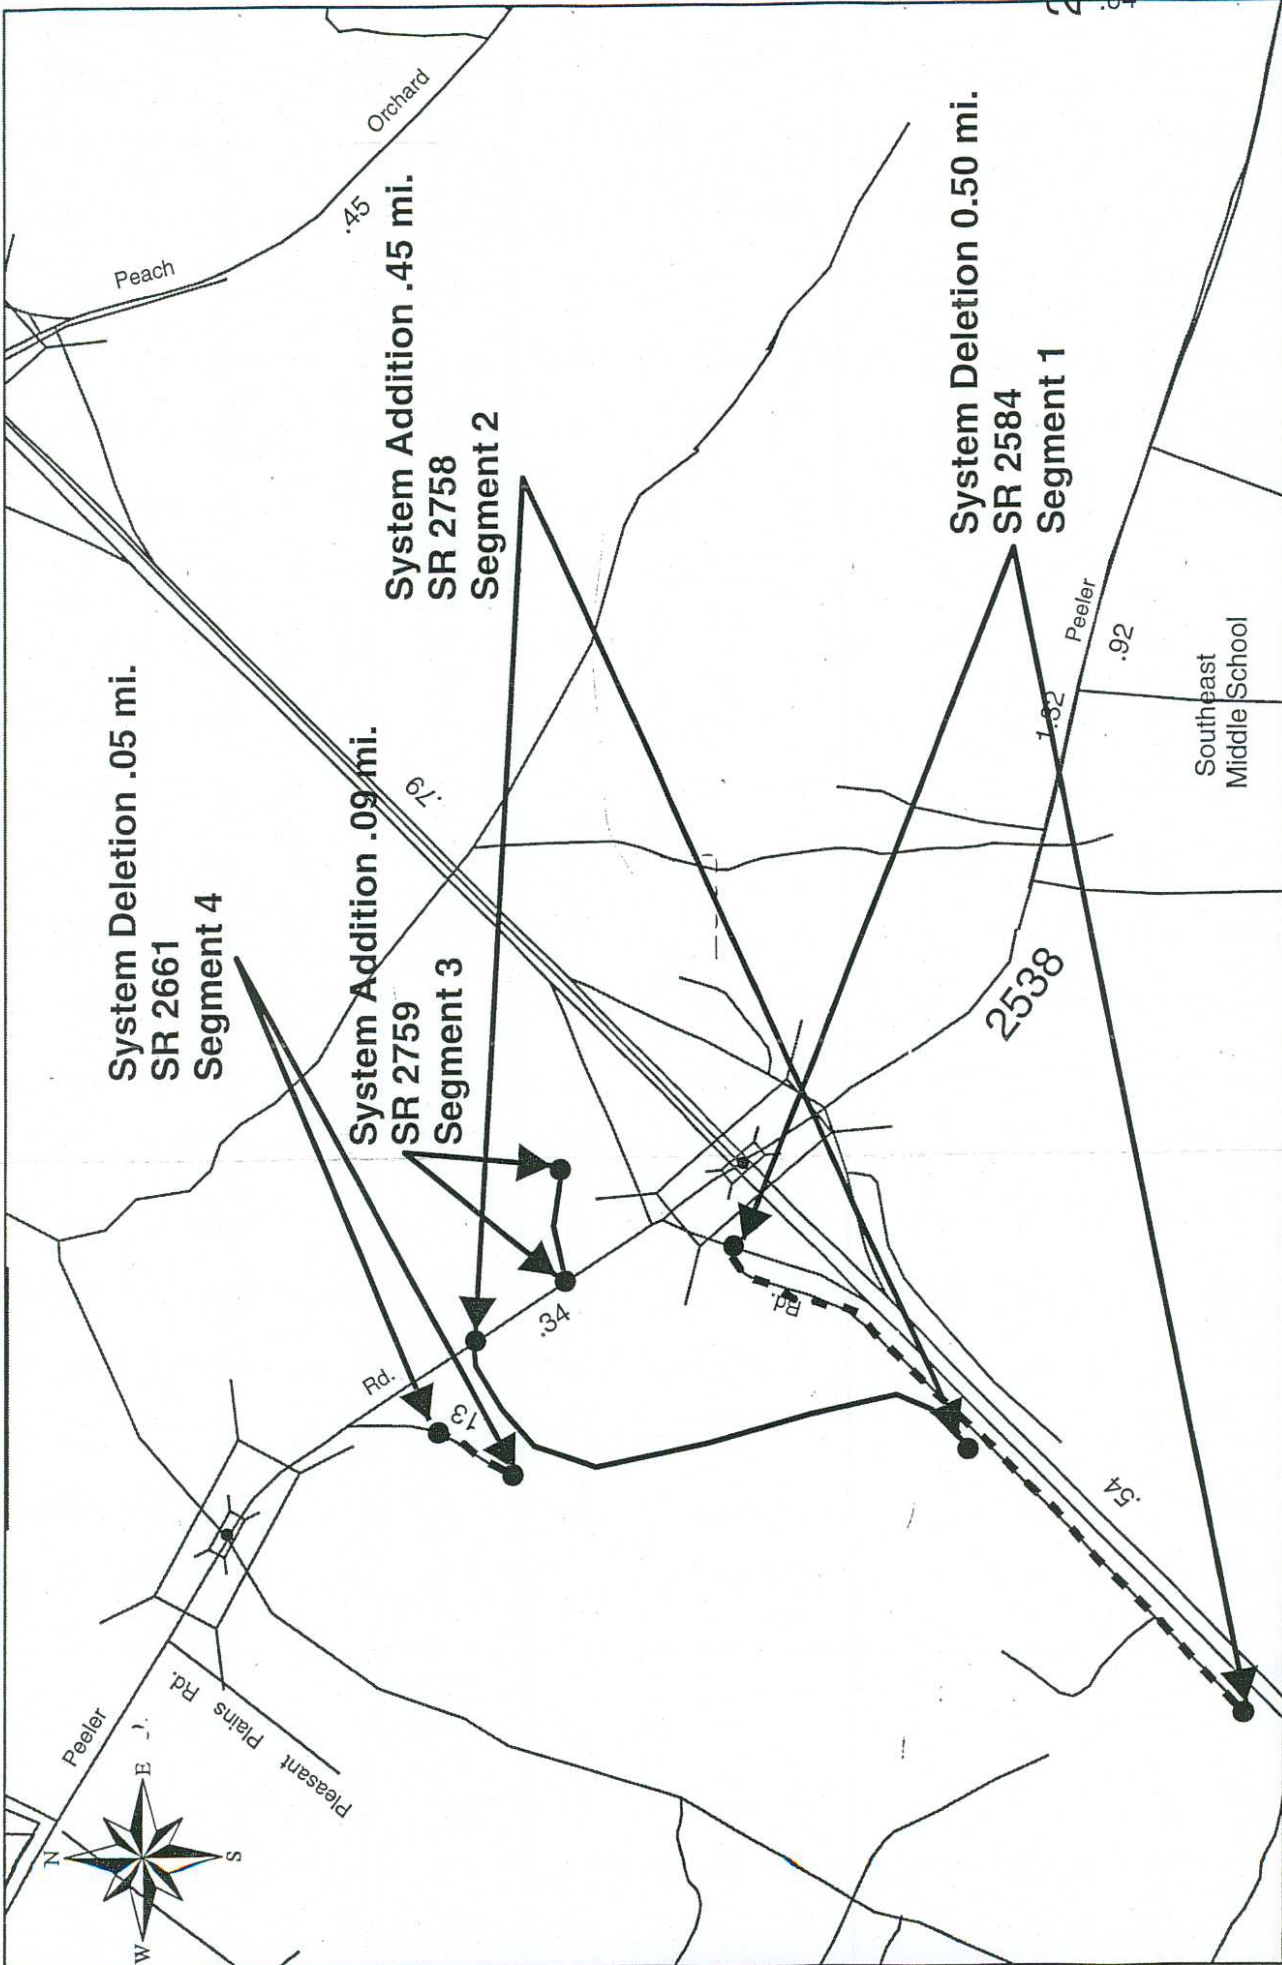 System Deletion .05 mi.
SR 2661
Segment 4
System Addition .09 mi.
SR 2759
Segment 3
System Addition .45 mi.
SR 2758
Segment 2
System Deletion 0.50 mi.
SR 2584
Segment 1
N
E
S
W
Peeler
Pleasant Plains Rd.
Rd.
.13
.34
Rd.
.54
.79
Peach
Orchard
.45
2538
1.32
Peeler
.92
Southeast
Middle School
.04